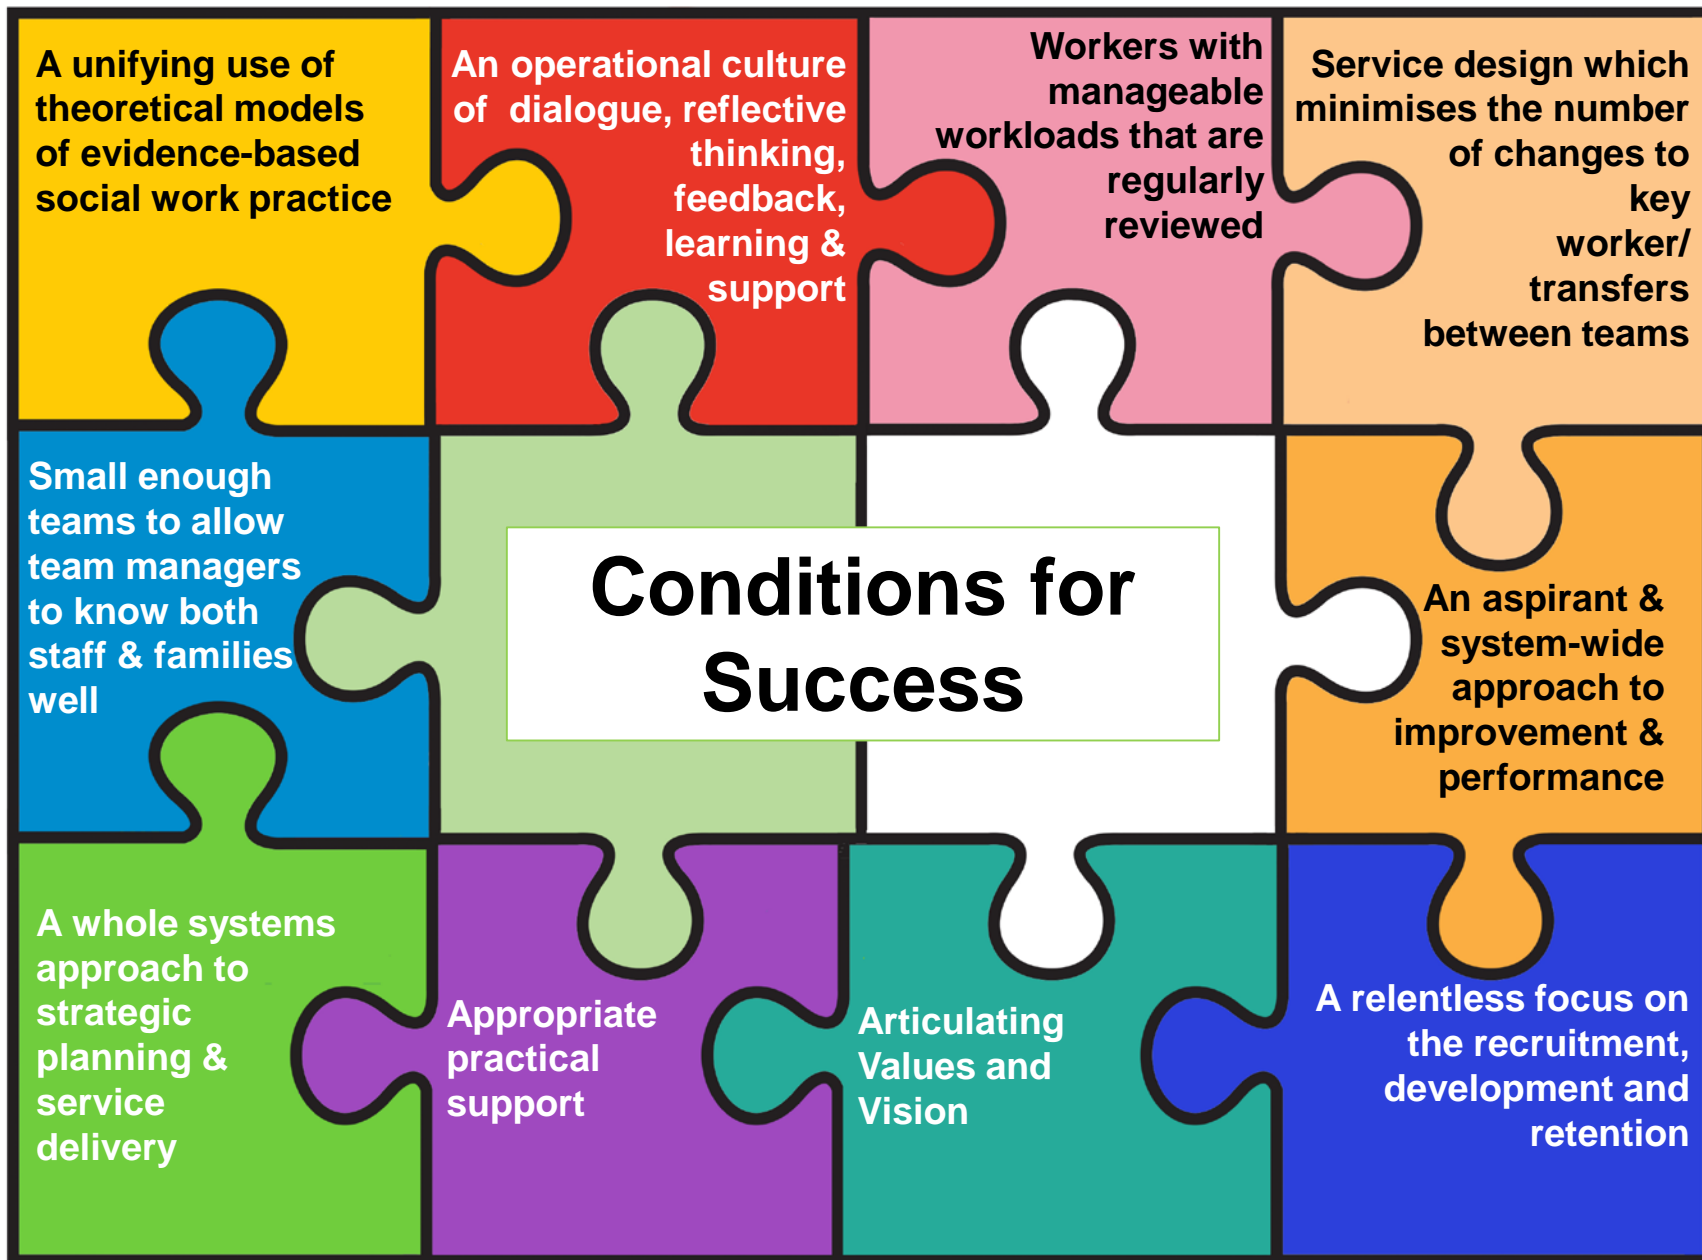 A unifying use of
theoretical models
of evidence-based
social work practice
An operational culture
of dialogue, reflective
thinking,
feedback,
learning &
support
Workers with
manageable
workloads that are
regularly
reviewed
Service design which
minimises the number
of changes to
key
worker/
transfers
between teams
Small enough
teams to allow
team managers
to know both
staff & families
well
Conditions for
Success
An aspirant &
system-wide
approach to
improvement &
performance
A whole systems
approach to
strategic
planning &
service
delivery
Appropriate
practical
support
Articulating
Values and
Vision
A relentless focus on
the recruitment,
development and
retention